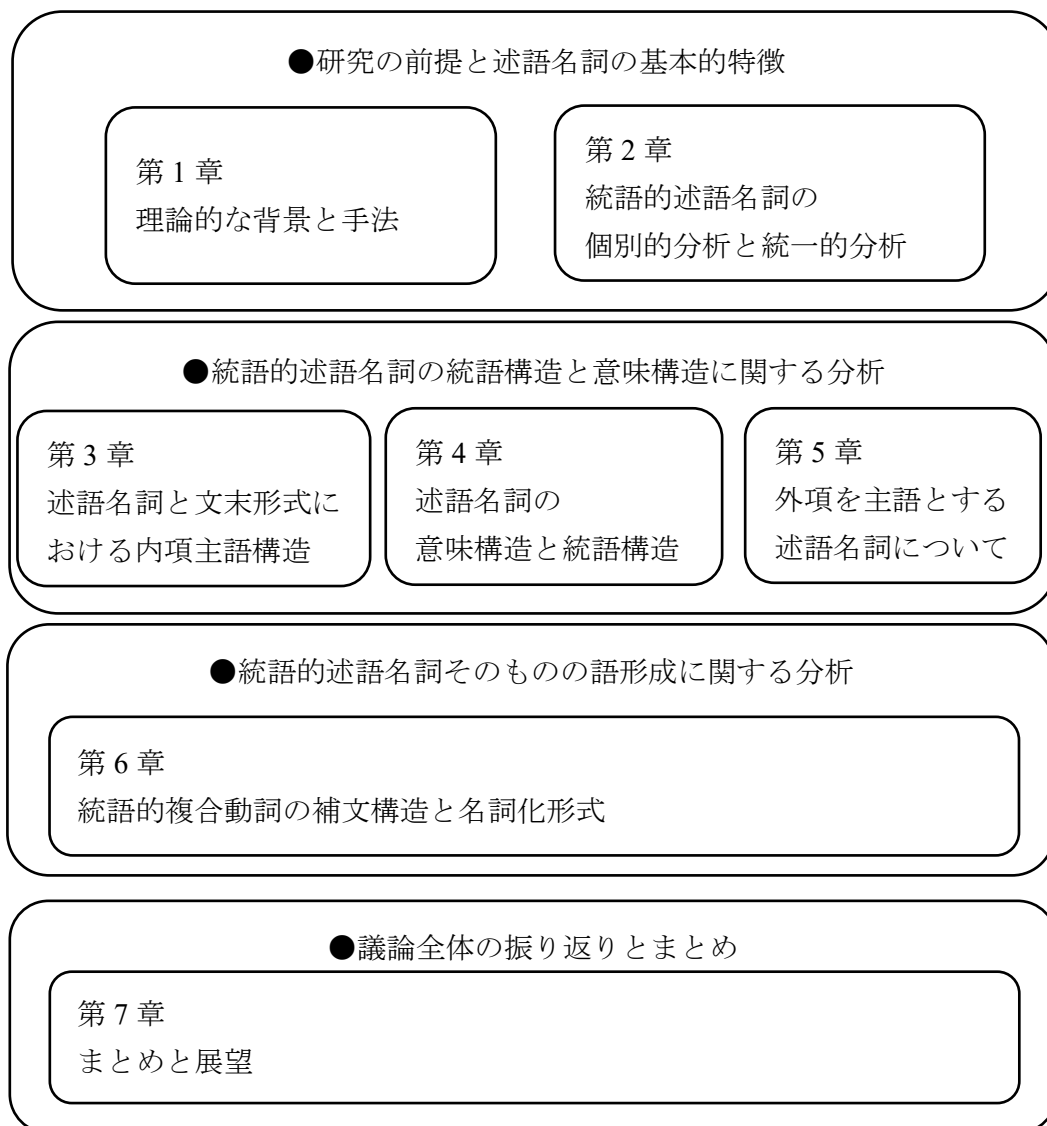 ●研究の前提と述語名詞の基本的特徴
第 1 章
理論的な背景と手法
第 2 章
統語的述語名詞の
個別的分析と統一的分析
●統語的述語名詞の統語構造と意味構造に関する分析
第 3 章
述語名詞と文末形式に
おける内項主語構造
第 4 章
述語名詞の
意味構造と統語構造
第 5 章
外項を主語とする
述語名詞について
●統語的述語名詞そのものの語形成に関する分析
第 6 章
統語的複合動詞の補文構造と名詞化形式
●議論全体の振り返りとまとめ
第 7 章
まとめと展望